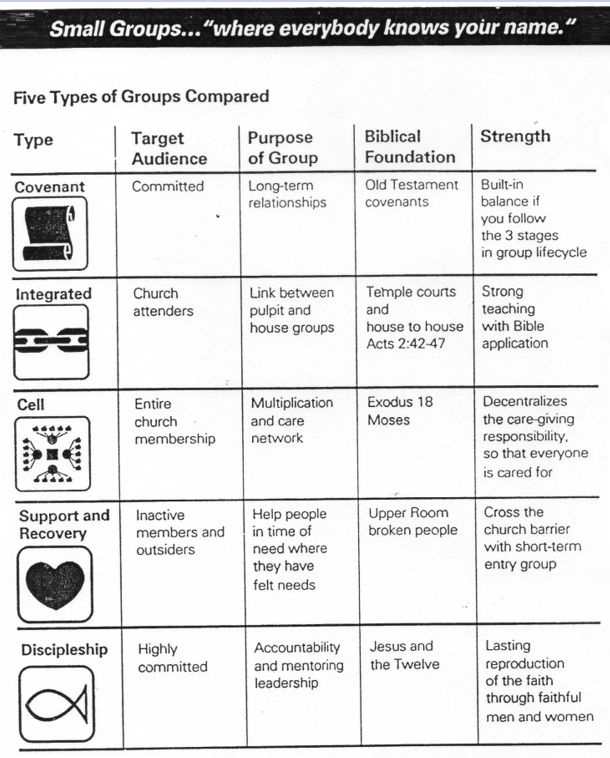 Small Groups..."where everybody knows your name."
Five Types of Groups Compared
Type
Target
Audience
Purpose
of Group
Biblical
Foundation
Strength
Covenant
Committed
Long-term
relationships
Old Testament
covenants
Built-in
balance if
you follow
the 3 stages
in group lifecycle
Integrated
Church
attenders
Link between
pulpit and
house groups
Temple courts
and
house to house
Acts 2:42-47
Strong
teaching
with Bible
application
Cell
Entire
church
membership
Multiplication
and care
network
Exodus 18
Moses
Decentralizes
the care-giving
responsibility,
so that everyone
is cared for
Support and
Recovery
Inactive
members and
outsiders
Help people
in time of
need where
they have
felt needs
Upper Room
broken people
Cross the
church barrier
with short-term
entry group
Discipleship
Highly
committed
Accountability
and mentoring
leadership
Jesus and
the Twelve
Lasting
reproduction
of the faith
through faithful
men and women